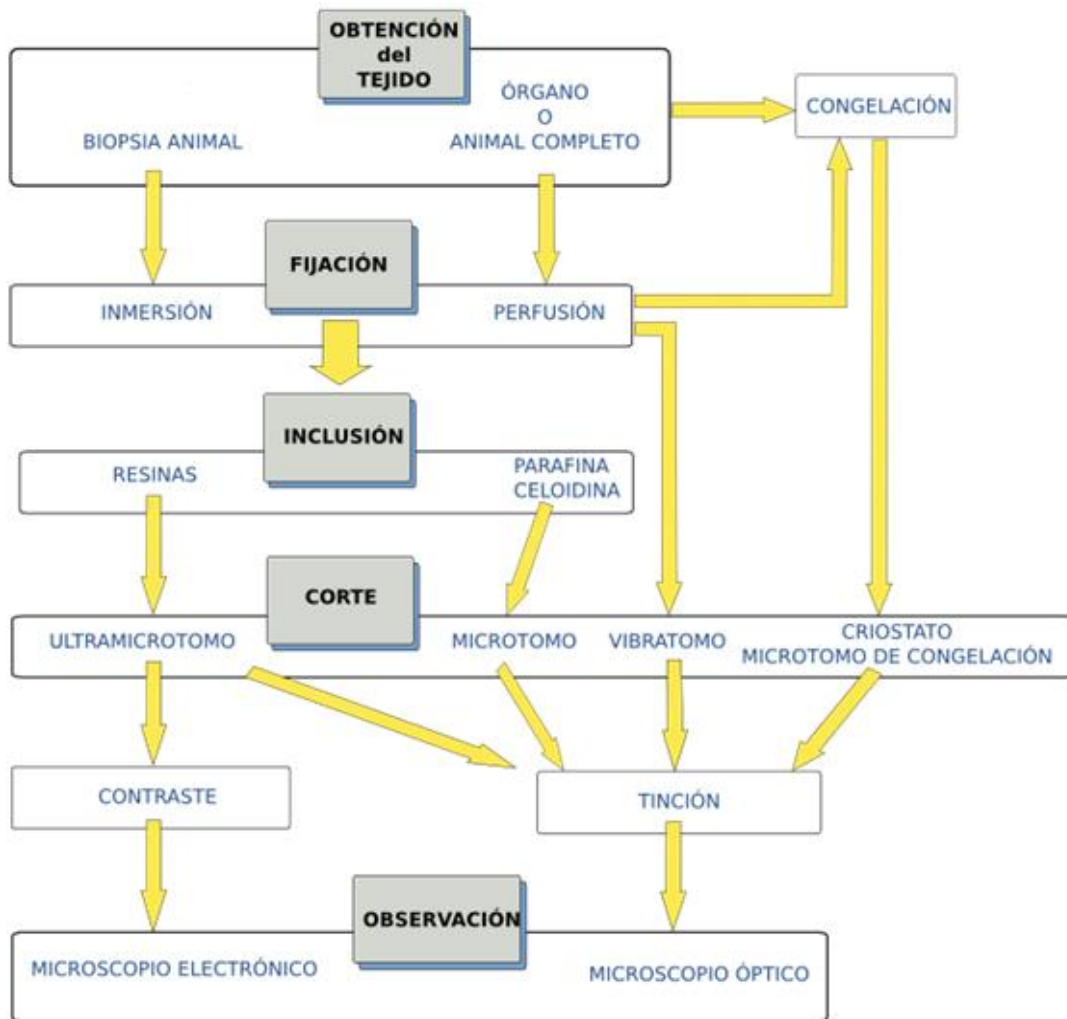 OBTENCIÓN
del
TEJIDO
BIOPSIA ANIMAL
ÓRGANO
O
ANIMAL COMPLETO
CONGELACIÓN
FIJACIÓN
INMERSIÓN
PERFUSIÓN
INCLUSIÓN
RESINAS
PARAFINA
CELOIDINA
CORTE
ULTRAMICROTOMO
MICROTOMO
VIBRATOMO
CRIOSTATO
MICROTOMO DE CONGELACIÓN
CONTRASTE
TINCIÓN
OBSERVACIÓN
MICROSCOPIO ELECTRÓNICO
MICROSCOPIO ÓPTICO